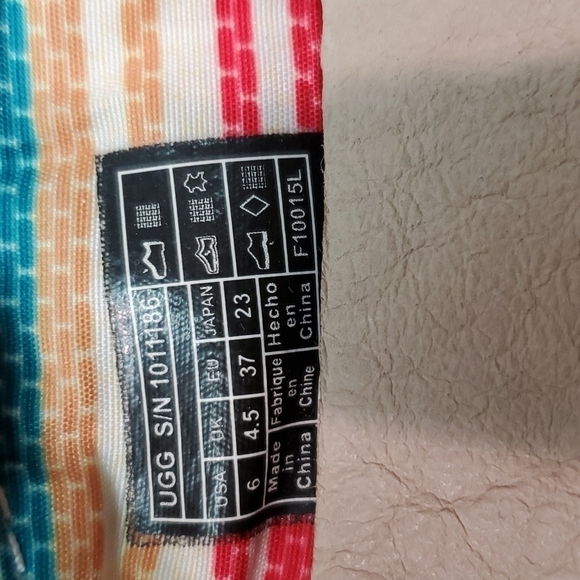 UGG S/N 1011186
USA UK EU JAPAN
6 4.5 37 23
Made in China
Fabrique en Chine
Hecho en China
F10015L